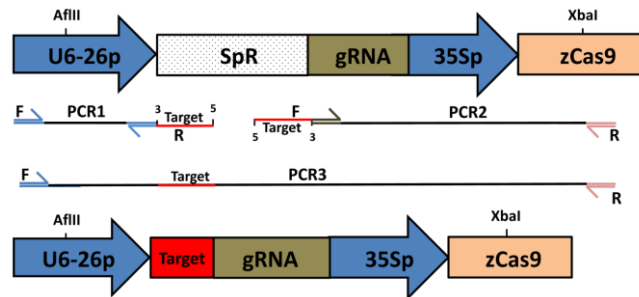 AflII XbaI
U6-26p SpR gRNA 35Sp zCas9
F PCR1 3 Target 5 R
F 5 Target 3 PCR2 R
F Target PCR3 R
AflII XbaI
U6-26p Target gRNA 35Sp zCas9